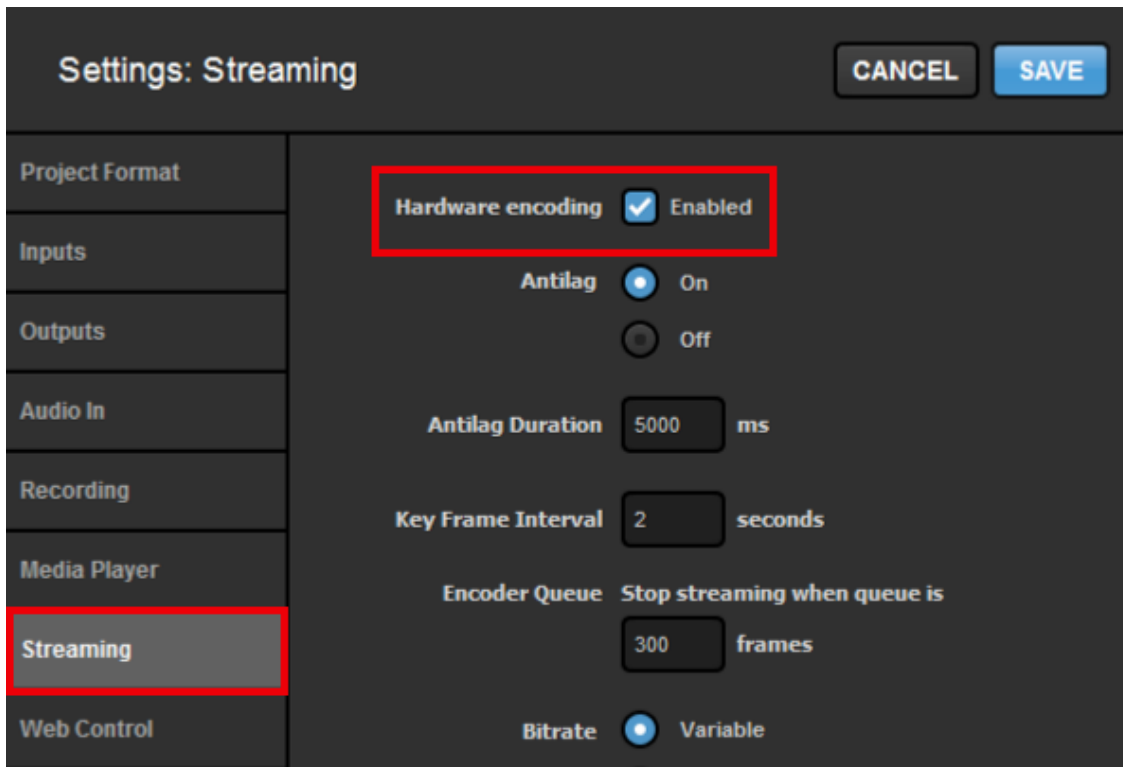 Settings: Streaming
CANCEL
SAVE
Project Format
Inputs
Outputs
Audio In
Recording
Media Player
Streaming
Web Control
Hardware encoding Enabled
Antilag On
Off
Antilag Duration 5000 ms
Key Frame Interval 2 seconds
Encoder Queue Stop streaming when queue is
300 frames
Bitrate Variable